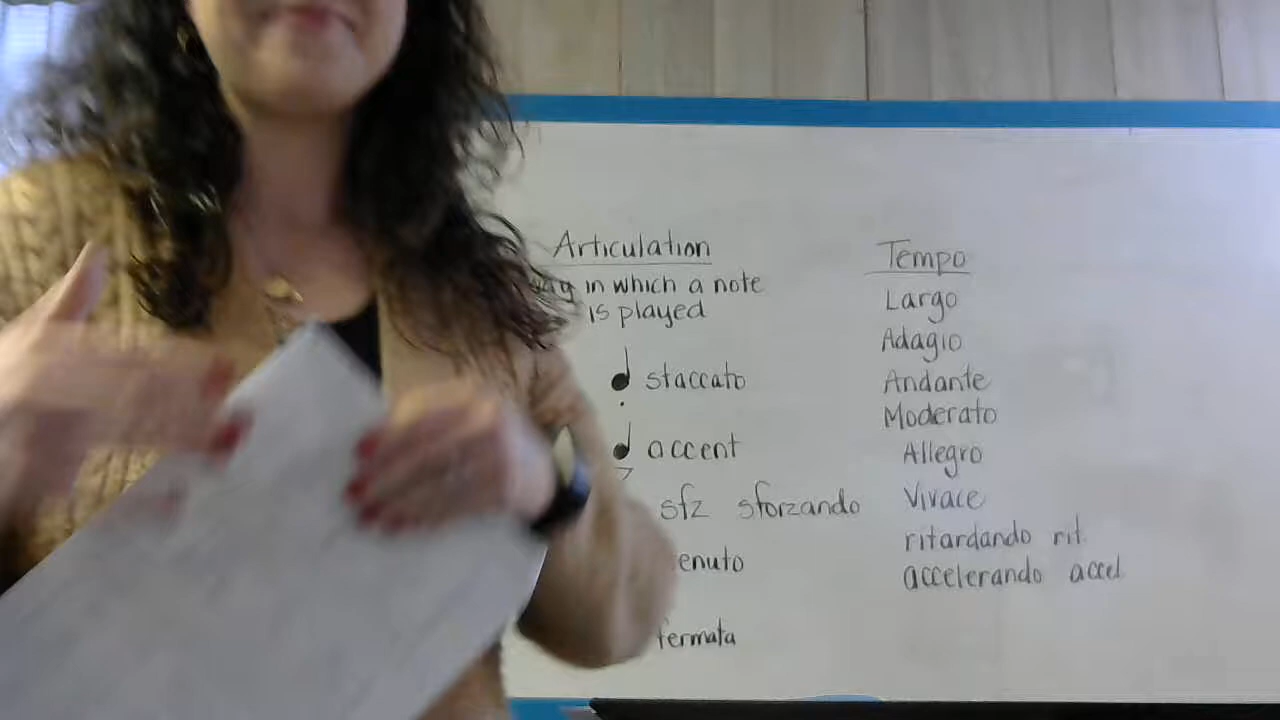 Articulation
in which a note
is played
staccato
accent
sfz sforzando
enuto
fermata
Tempo
Largo
Adagio
Andante
Moderato
Allegro
Vivace
ritardando rit.
accelerando accel.